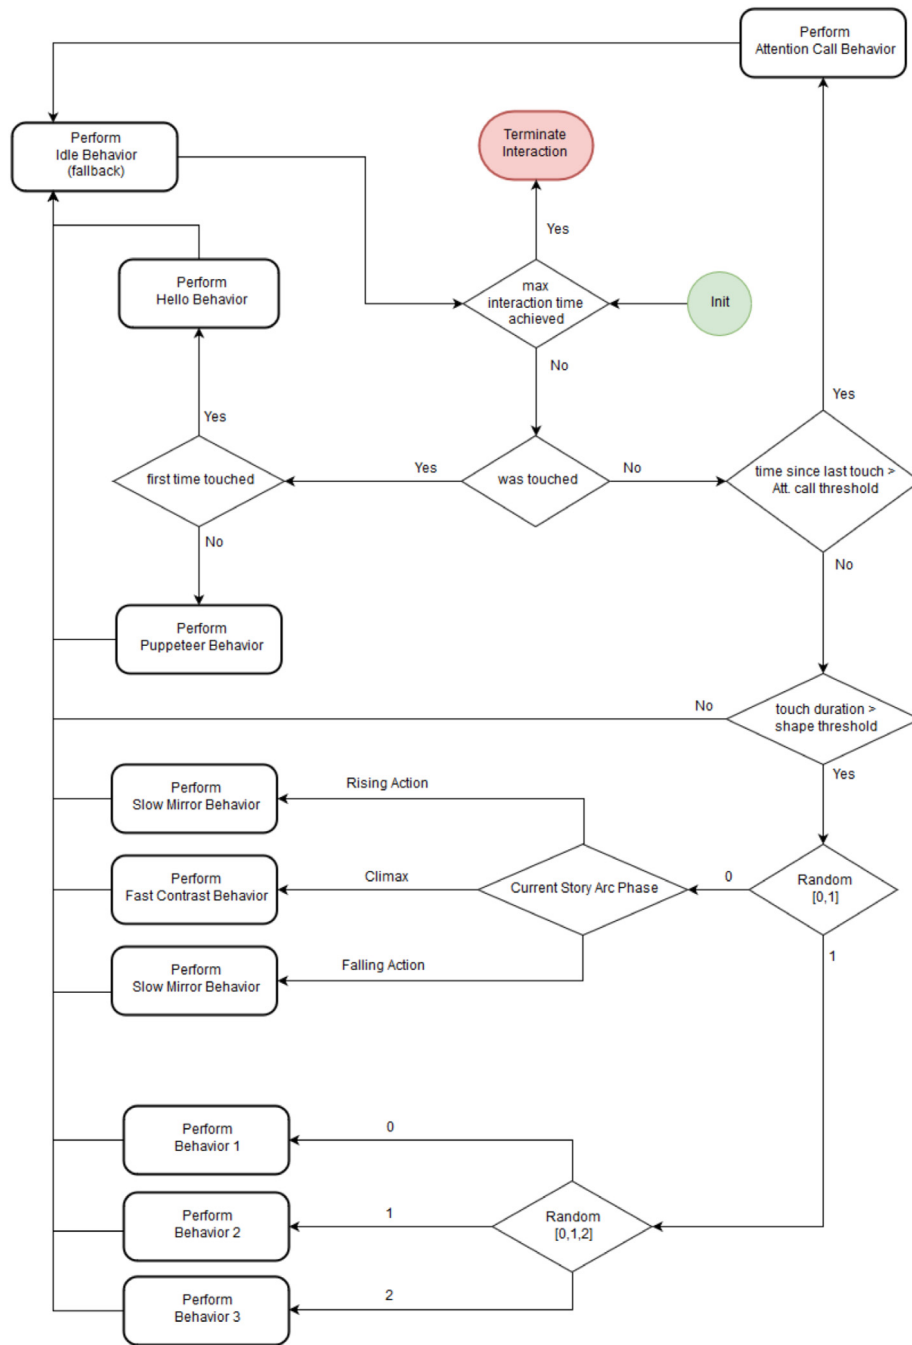 Perform
Attention Call Behavior
Perform
Idle Behavior
(fallback)
Terminate
Interaction
Yes
Perform
Hello Behavior
max
interaction time
achieved
Init
No
Yes
Yes
first time touched
Yes
was touched
No
time since last touch >
Att. call threshold
No
No
Perform
Puppeteer Behavior
No
touch duration >
shape threshold
Yes
Perform
Slow Mirror Behavior
Rising Action
Perform
Fast Contrast Behavior
Climax
Current Story Arc Phase
0
Random
[0,1]
1
Perform
Slow Mirror Behavior
Falling Action
Perform
Behavior 1
0
Perform
Behavior 2
1
Random
[0,1,2]
Perform
Behavior 3
2